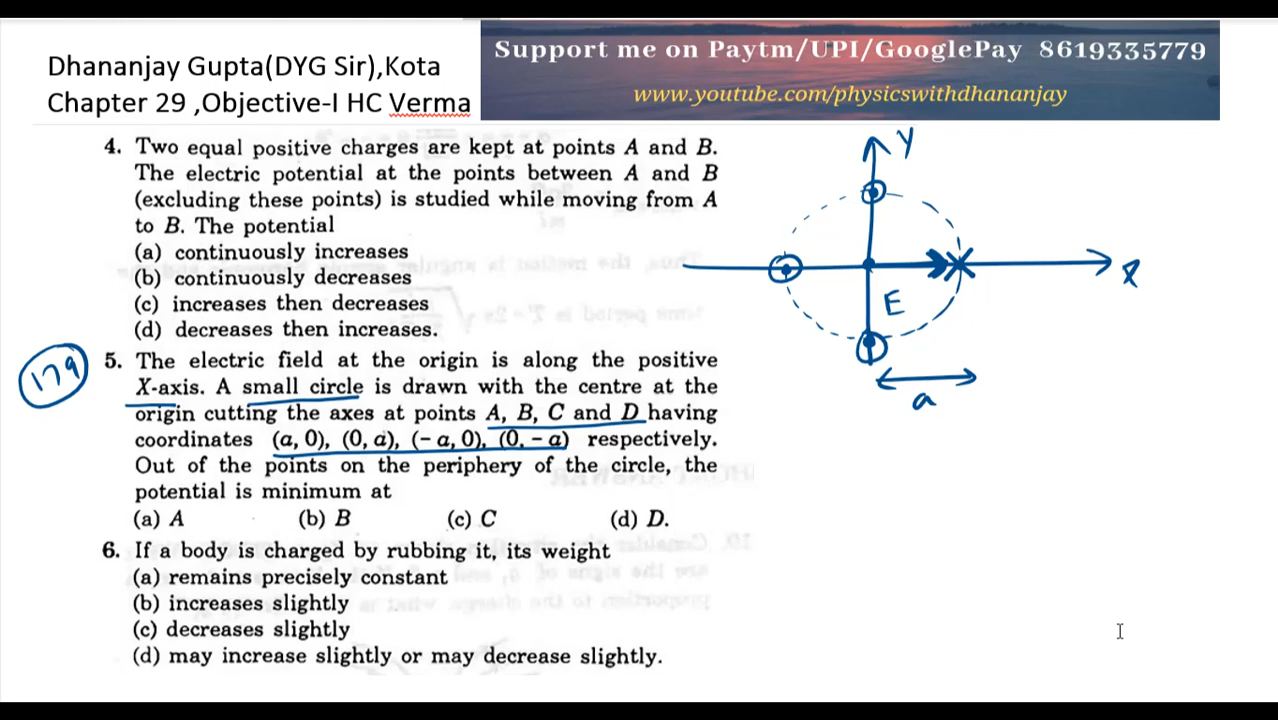 Dhananjay Gupta(DYG Sir),Kota
Chapter 29 ,Objective-I HC Verma
Support me on Paytm/UPI/GooglePay 8619335779
www.youtube.com/physicswithdhananjay
4. Two equal positive charges are kept at points A and B.
The electric potential at the points between A and B
(excluding these points) is studied while moving from A
to B. The potential
(a) continuously increases
(b) continuously decreases
(c) increases then decreases
(d) decreases then increases.
179
5. The electric field at the origin is along the positive
X-axis. A small circle is drawn with the centre at the
origin cutting the axes at points A, B, C and D having
coordinates (a, 0), (0, a), (– a, 0), (0, – a) respectively.
Out of the points on the periphery of the circle, the
potential is minimum at
(a) A (b) B (c) C (d) D.
6. If a body is charged by rubbing it, its weight
(a) remains precisely constant
(b) increases slightly
(c) decreases slightly
(d) may increase slightly or may decrease slightly.
Y
X
E
a